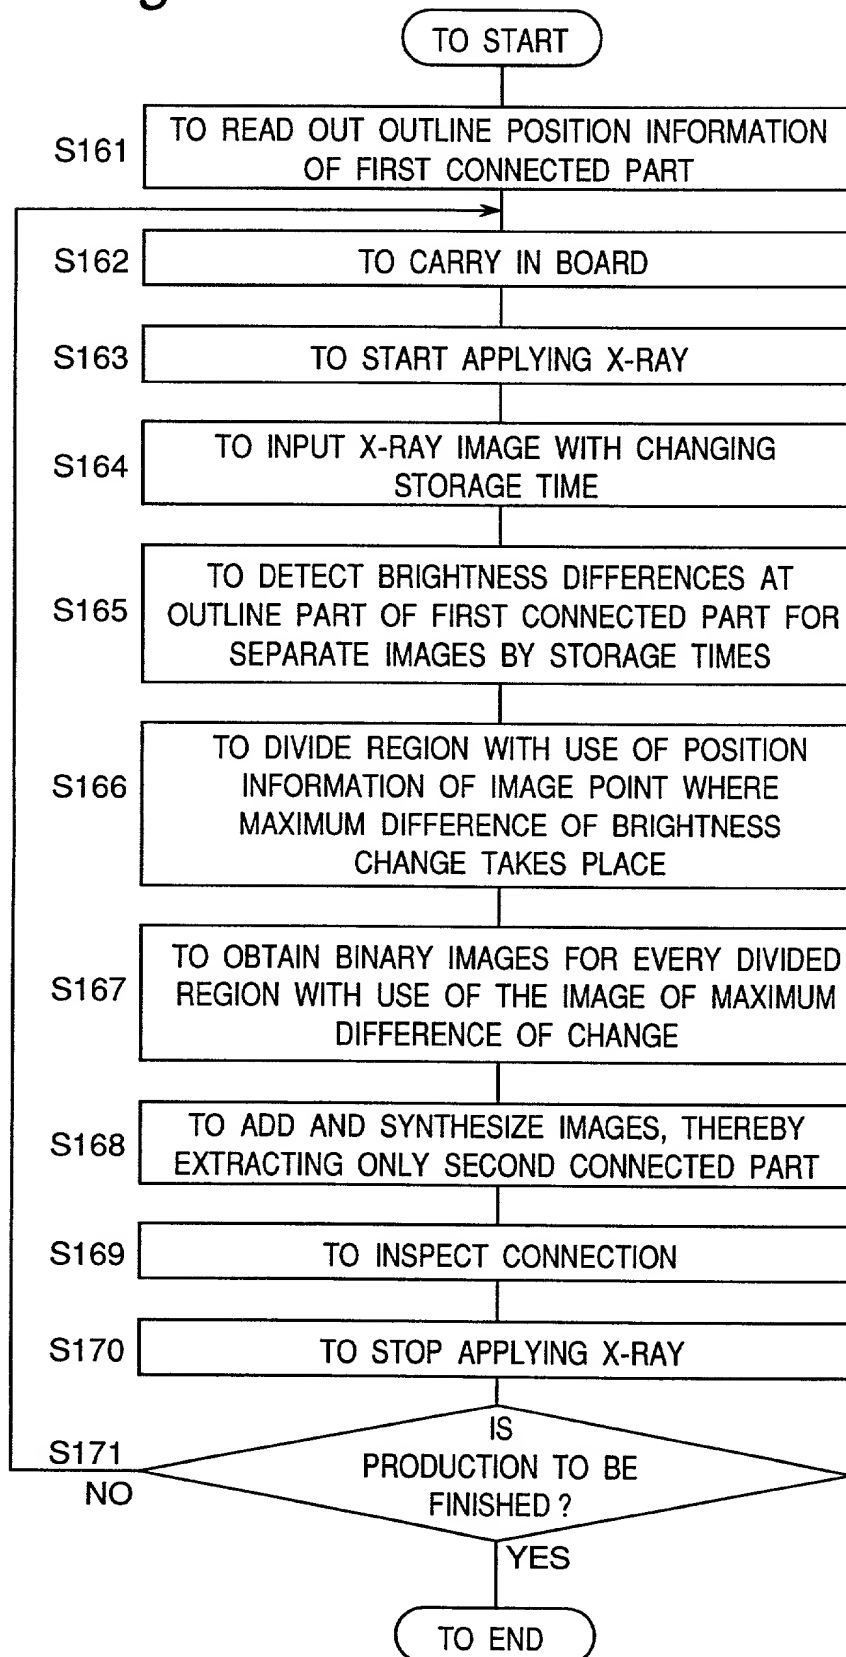 TO START
S161
TO READ OUT OUTLINE POSITION INFORMATION
OF FIRST CONNECTED PART
S162
TO CARRY IN BOARD
S163
TO START APPLYING X-RAY
S164
TO INPUT X-RAY IMAGE WITH CHANGING
STORAGE TIME
S165
TO DETECT BRIGHTNESS DIFFERENCES AT
OUTLINE PART OF FIRST CONNECTED PART FOR
SEPARATE IMAGES BY STORAGE TIMES
S166
TO DIVIDE REGION WITH USE OF POSITION
INFORMATION OF IMAGE POINT WHERE
MAXIMUM DIFFERENCE OF BRIGHTNESS
CHANGE TAKES PLACE
S167
TO OBTAIN BINARY IMAGES FOR EVERY DIVIDED
REGION WITH USE OF THE IMAGE OF MAXIMUM
DIFFERENCE OF CHANGE
S168
TO ADD AND SYNTHESIZE IMAGES, THEREBY
EXTRACTING ONLY SECOND CONNECTED PART
S169
TO INSPECT CONNECTION
S170
TO STOP APPLYING X-RAY
S171
IS
PRODUCTION TO BE
FINISHED ?
NO
YES
TO END